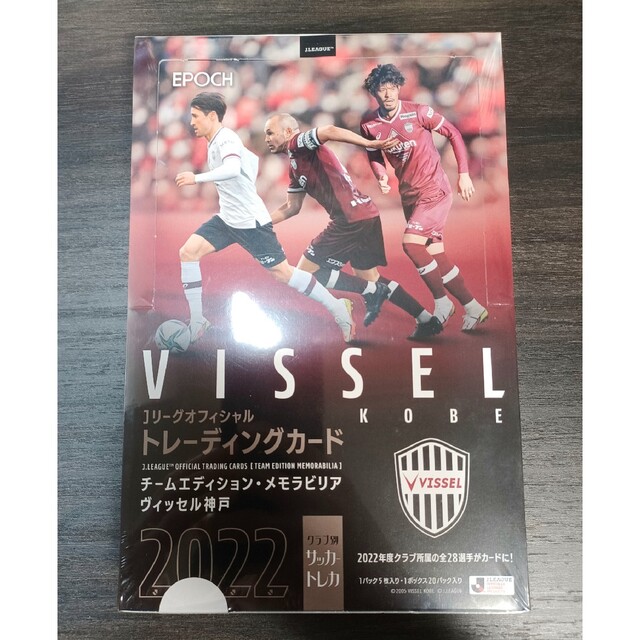 J.LEAGUE™
EPOCH
Rakuten
VISSEL
KOBE
Jリーグオフィシャル
トレーディングカード
J.LEAGUE™ OFFICIAL TRADING CARDS [TEAM EDITION MEMORABILIA]
チームエディション・メモラビリア
ヴィッセル神戸
VISSEL
2022
クラブ別
サッカー
トレカ
2022年度クラブ所属の全28選手がカードに!
1パック5枚入り・1ボックス20パック入り
J.LEAGUE